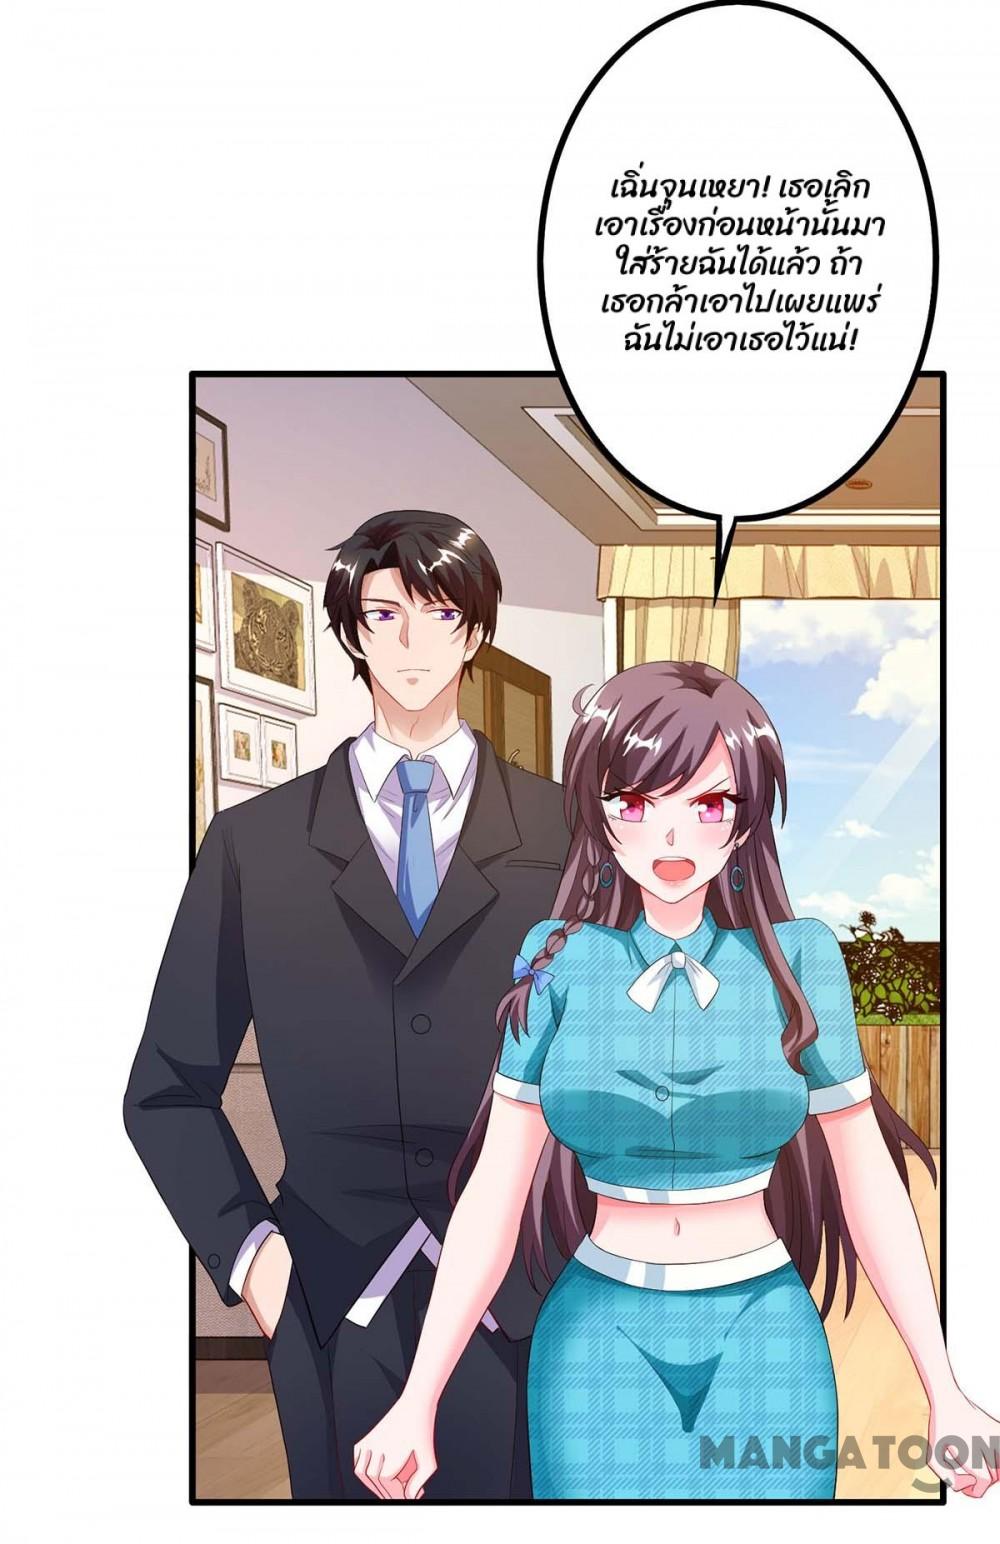 เฉิ่นจุนเหยา! เธอเลิก
เอาเรื่องก่อนหน้านั้นมา
ใส่ร้ายฉันได้แล้ว ถ้า
เธอกล้าเอาไปเผยแพร่
ฉันไม่เอาเธอไว้แน่!
MANGATOON